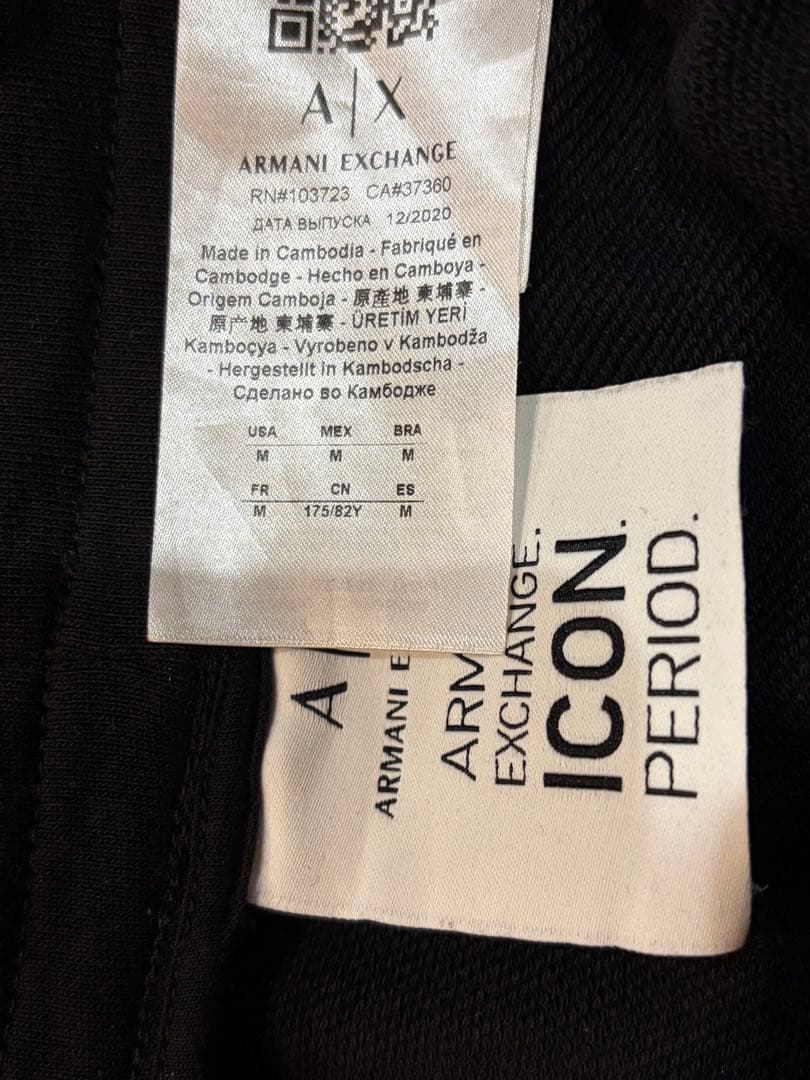 A|X
ARMANI EXCHANGE
RN#103723 CA#37360
ДАТА ВЫПУСКА 12/2020
Made in Cambodia - Fabriqué en
Cambodge - Hecho en Camboya -
Origem Camboja - 原產地 柬埔寨 -
原产地 柬埔寨 - ÜRETİM YERİ
Kamboçya - Vyrobeno v Kambodža
- Hergestellt in Kambodscha -
Сделано во Камбодже
USA MEX BRA
M M M
FR CN ES
M 175/82Y M
A
ARMANI E
ARM
EXCHANGE.
ICON.
PERIOD.